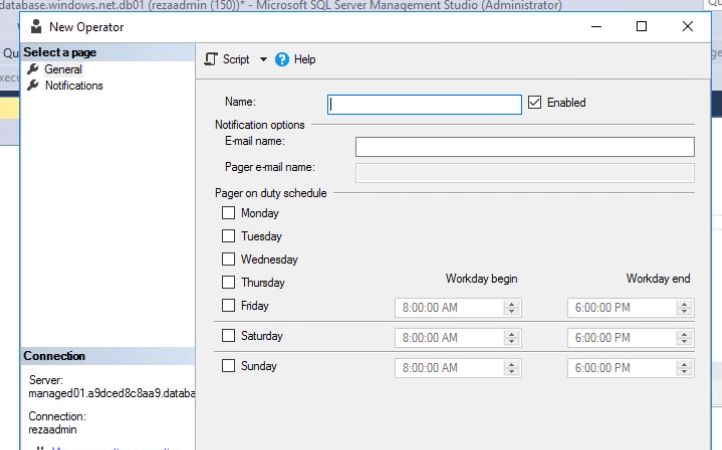 database.windows.net.db01 (rezaadmin (150))* - Microsoft SQL Server Management Studio (Administrator)
New Operator
Select a page
General
Notifications
Script
Help
Name:
Enabled
Notification options
E-mail name:
Pager e-mail name:
Pager on duty schedule
Monday
Tuesday
Wednesday
Thursday
Workday begin
Workday end
Friday
8:00:00 AM
6:00:00 PM
Saturday
8:00:00 AM
6:00:00 PM
Sunday
8:00:00 AM
6:00:00 PM
Connection
Server:
managed01.a9dced8c8aa9.databa
Connection:
rezaadmin